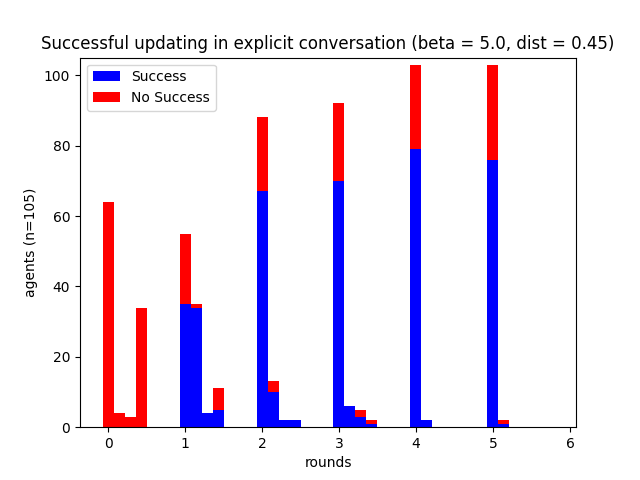 Successful updating in explicit conversation (beta = 5.0, dist = 0.45)
Success
No Success
100
80
60
40
20
0
agents (n=105)
0 1 2 3 4 5 6
rounds